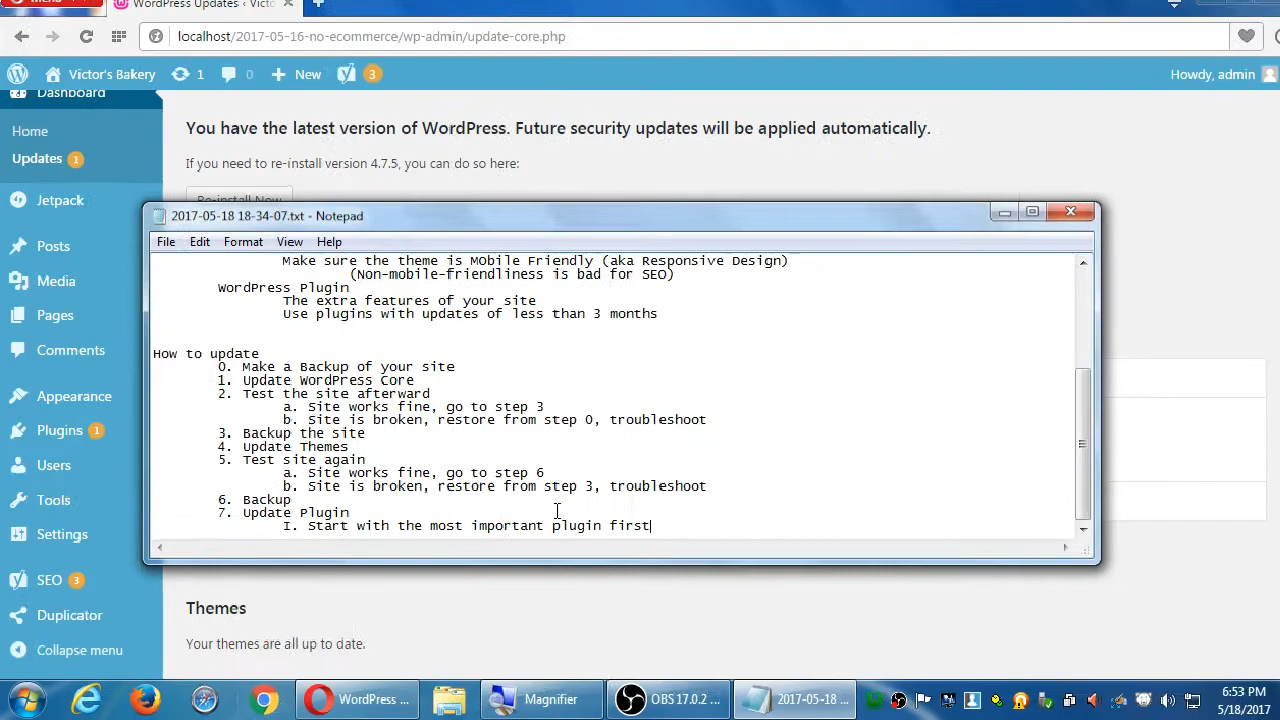 Menu
WordPress Updates ‹ Victo
localhost/2017-05-16-no-ecommerce/wp-admin/update-core.php
Victor's Bakery
1
0
New
3
Howdy, admin
Dashboard
Home
Updates 1
Jetpack
Posts
Media
Pages
Comments
Appearance
Plugins 1
Users
Tools
Settings
SEO 3
Duplicator
Collapse menu
You have the latest version of WordPress. Future security updates will be applied automatically.
If you need to re-install version 4.7.5, you can do so here:
Re-install Now
2017-05-18 18-34-07.txt - Notepad
File Edit Format View Help
Make sure the theme is MObile Friendly (aka Responsive Design)
(Non-mobile-friendliness is bad for SEO)
WordPress Plugin
The extra features of your site
Use plugins with updates of less than 3 months
How to update
0. Make a Backup of your site
1. Update WordPress Core
2. Test the site afterward
a. Site works fine, go to step 3
b. Site is broken, restore from step 0, troubleshoot
3. Backup the site
4. Update Themes
5. Test site again
a. Site works fine, go to step 6
b. Site is broken, restore from step 3, troubleshoot
6. Backup
7. Update Plugin
I. Start with the most important plugin first
Themes
Your themes are all up to date.
WordPress ...
Magnifier
OBS 17.0.2 ...
2017-05-18 ...
6:53 PM
5/18/2017